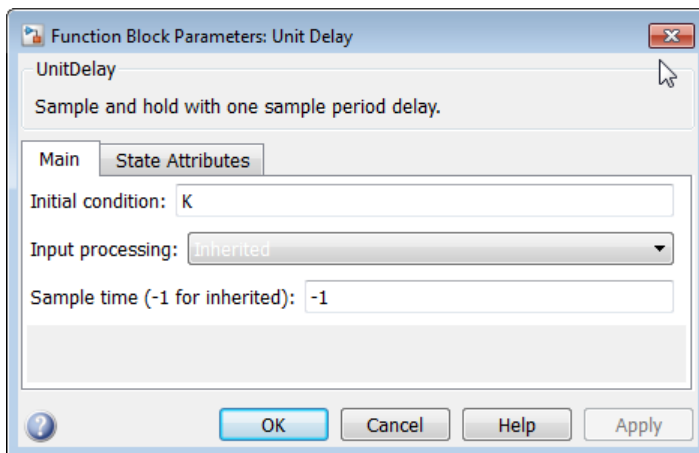 Function Block Parameters: Unit Delay
UnitDelay
Sample and hold with one sample period delay.
Main State Attributes
Initial condition: K
Input processing: Inherited
Sample time (-1 for inherited): -1
OK Cancel Help Apply